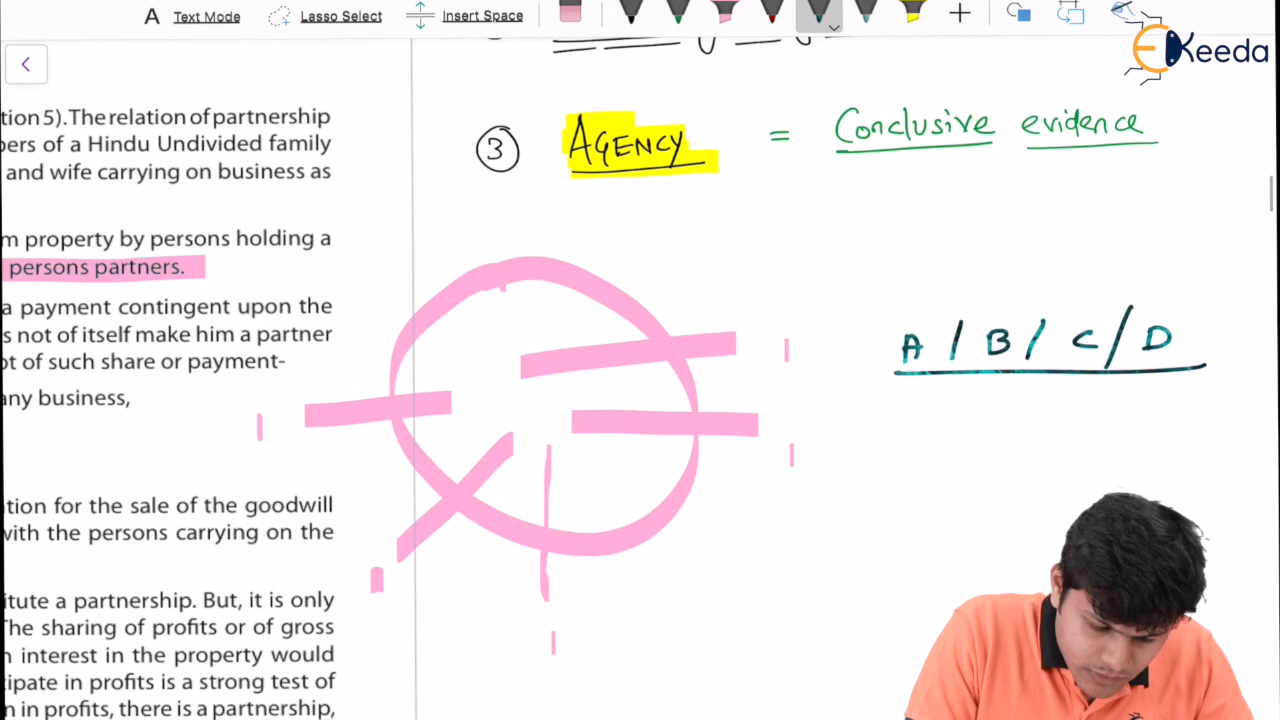 A Text Mode Lasso Select Insert Space
EKeeda
tion 5). The relation of partnership
bers of a Hindu Undivided family
and wife carrying on business as
m property by persons holding a
persons partners.
a payment contingent upon the
s not of itself make him a partner
pt of such share or payment-
any business,
tion for the sale of the goodwill
with the persons carrying on the
itute a partnership. But, it is only
The sharing of profits or of gross
n interest in the property would
cipate in profits is a strong test of
n in profits, there is a partnership,
3 AGENCY = Conclusive evidence
A / B / C / D